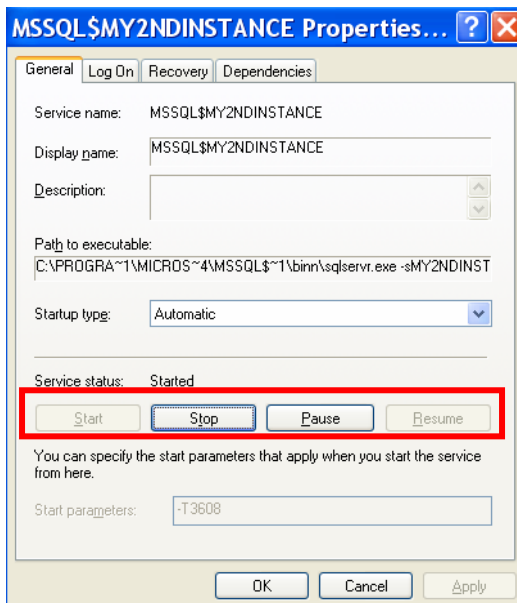 MSSQL$MY2NDINSTANCE Properties...
General Log On Recovery Dependencies
Service name: MSSQL$MY2NDINSTANCE
Display name: MSSQL$MY2NDINSTANCE
Description:
Path to executable:
C:\PROGRA~1\MICROS~4\MSSQL$~1\binn\sqlservr.exe -sMY2NDINST
Startup type: Automatic
Service status: Started
Start Stop Pause Resume
You can specify the start parameters that apply when you start the service
from here.
Start parameters: -T3608
OK Cancel Apply